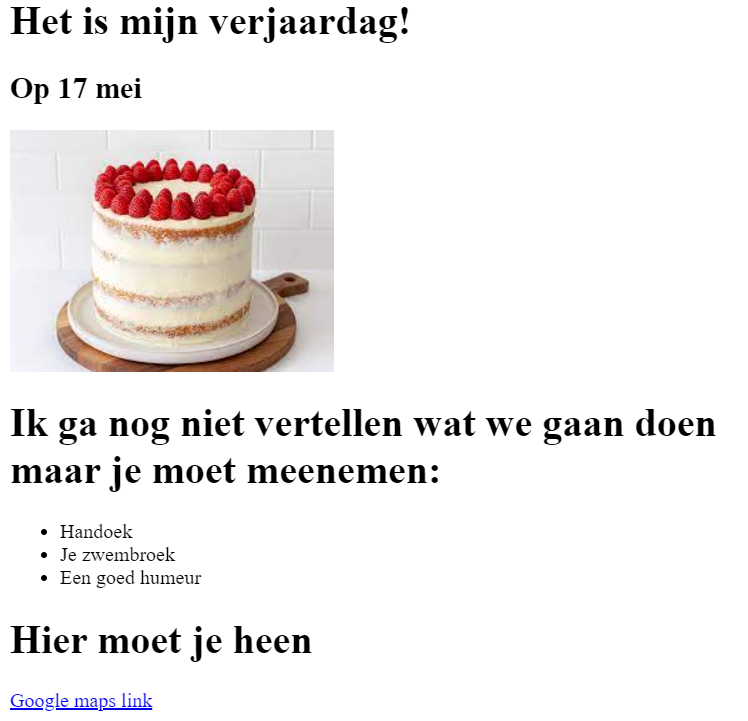 Het is mijn verjaardag!
Op 17 mei
Ik ga nog niet vertellen wat we gaan doen
maar je moet meenemen:
Handoek
Je zwembroek
Een goed humeur
Hier moet je heen
Google maps link